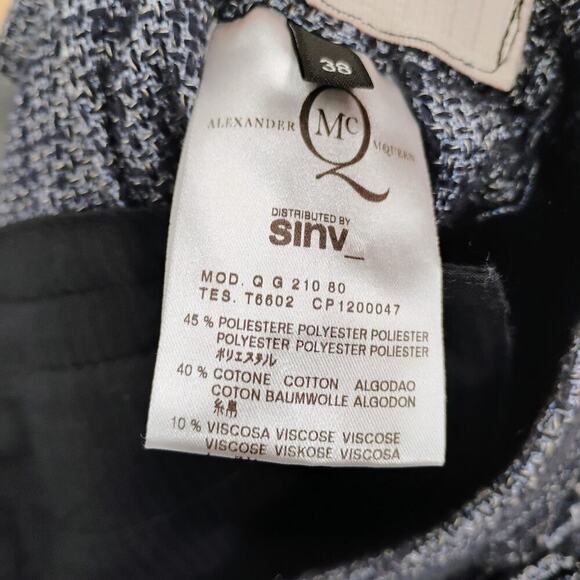 38
ALEXANDER McQ MCQUEEN
DISTRIBUTED BY
sinv_
MOD. Q G 210 80
TES. T6602 CP1200047
45 % POLIESTERE POLYESTER POLIESTER
POLYESTER POLYESTER POLIESTER
ポリエステル
40 % COTONE COTTON ALGODAO
COTON BAUMWOLLE ALGODON
綿
10 % VISCOSA VISCOSE VISCOSE
VISCOSE VISKOSE VISCOSA